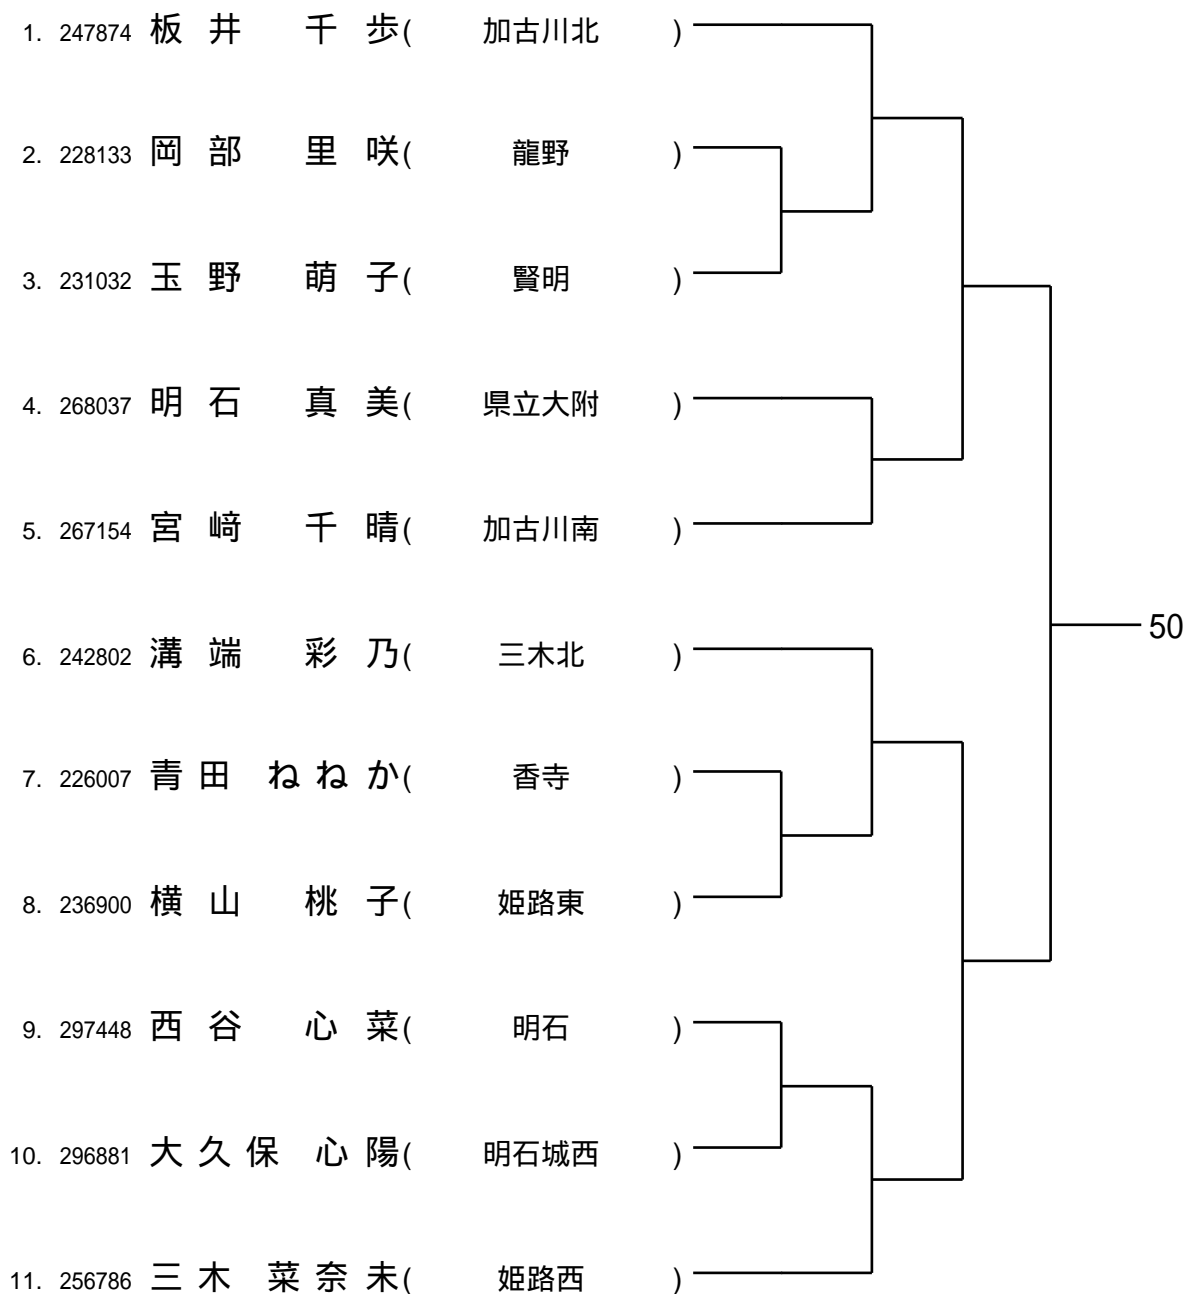 1. 247874 板井 千歩( 加古川北 )
2. 228133 岡部 里咲( 龍野 )
3. 231032 玉野 萌子( 賢明 )
4. 268037 明石 真美( 県立大附 )
5. 267154 宮﨑 千晴( 加古川南 )
50
6. 242802 溝端 彩乃( 三木北 )
7. 226007 青田 ねねか( 香寺 )
8. 236900 横山 桃子( 姫路東 )
9. 297448 西谷 心菜( 明石 )
10. 296881 大久保 心陽( 明石城西 )
11. 256786 三木 菜奈未( 姫路西 )